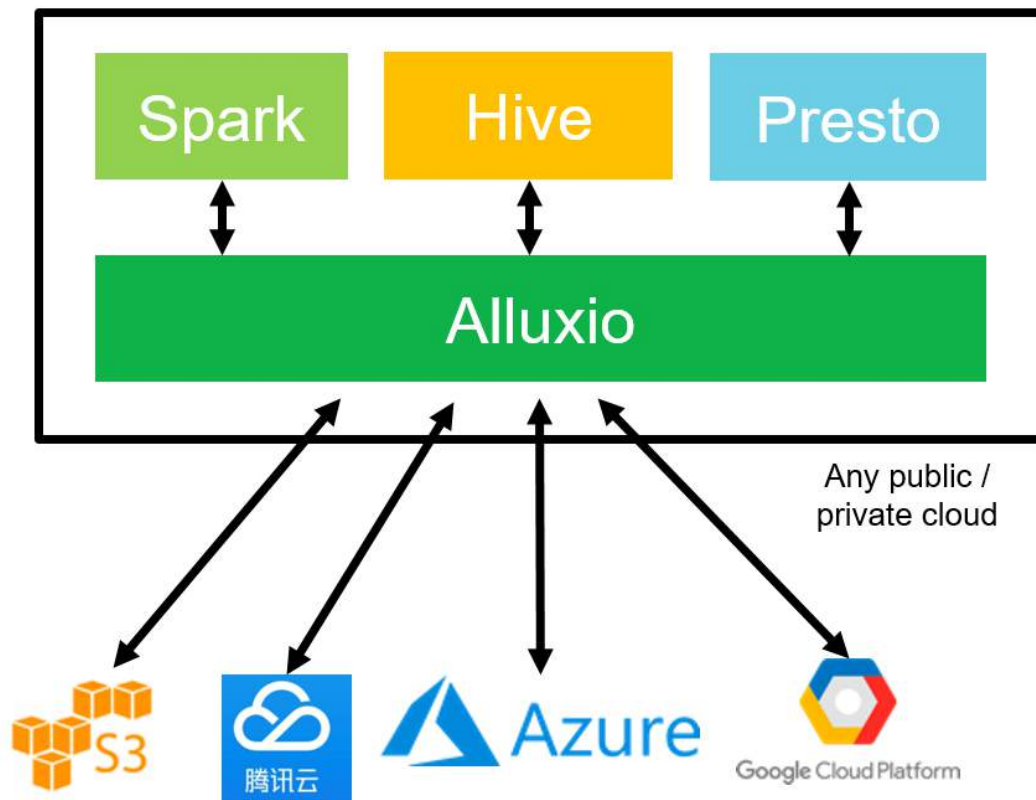 Spark
Hive
Presto
Alluxio
Any public /
private cloud
S3
腾讯云
Azure
Google Cloud Platform